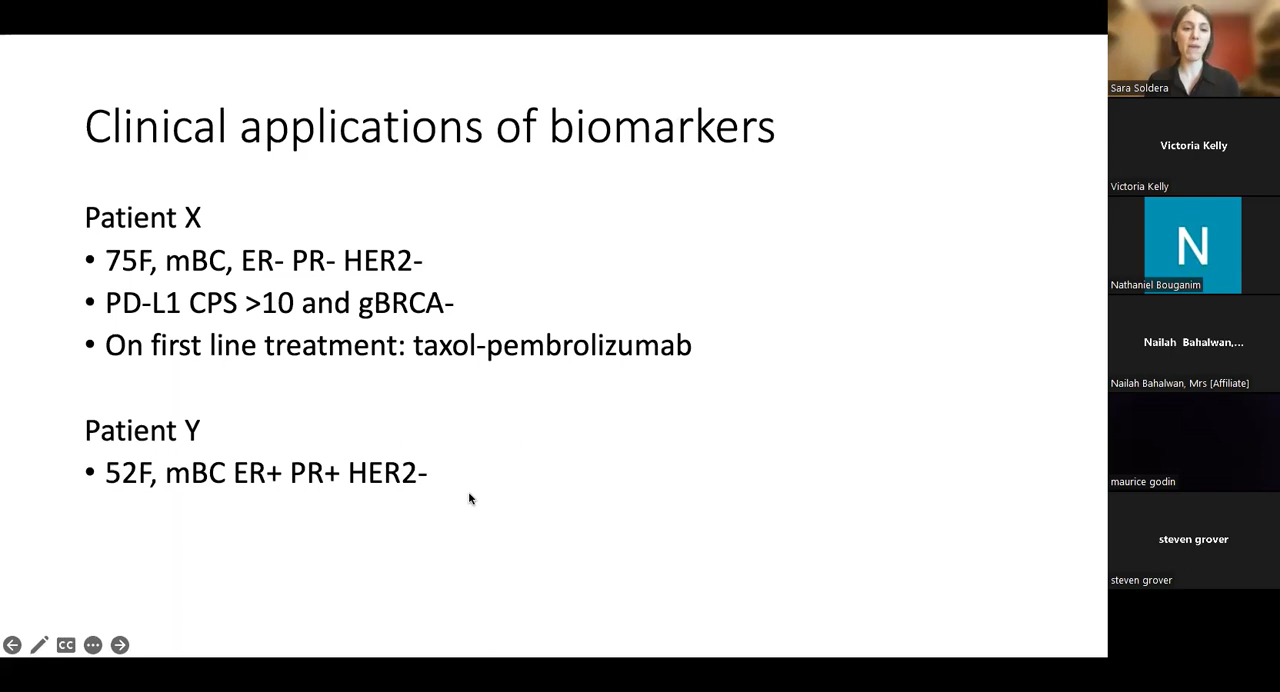 Clinical applications of biomarkers
Patient X
• 75F, mBC, ER- PR- HER2-
• PD-L1 CPS >10 and gBRCA-
• On first line treatment: taxol-pembrolizumab
Patient Y
• 52F, mBC ER+ PR+ HER2-
CC
Sara Soldera
Victoria Kelly
Victoria Kelly
N
Nathaniel Bouganim
Nailah Bahalwan,...
Nailah Bahalwan, Mrs [Affiliate]
maurice godin
steven grover
steven grover